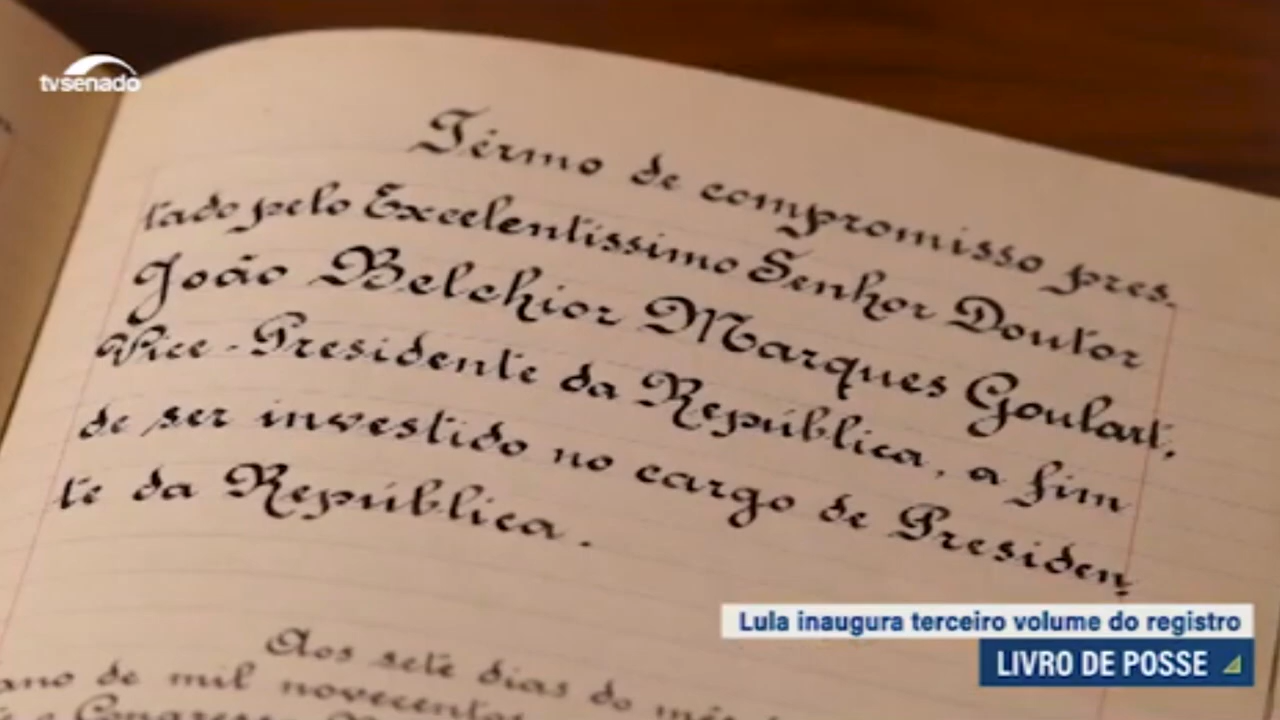 tvsenado
Têrmo de compromisso pres-
tado pelo Excelentíssimo Senhor Doutor
João Belchior Marques Goulart,
Vice-Presidente da República, a fim
de ser investido no cargo de Presiden-
te da República.
Aos sete dias do mês
ano de mil novecentos
Congresso
Lula inaugura terceiro volume do registro
LIVRO DE POSSE